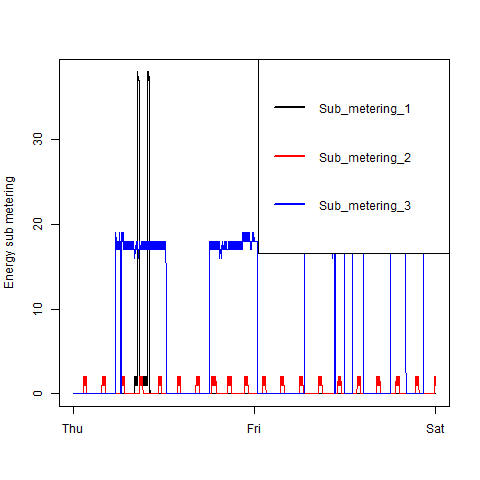 Energy sub metering
30
20
10
0
Sub_metering_1
Sub_metering_2
Sub_metering_3
Thu
Fri
Sat